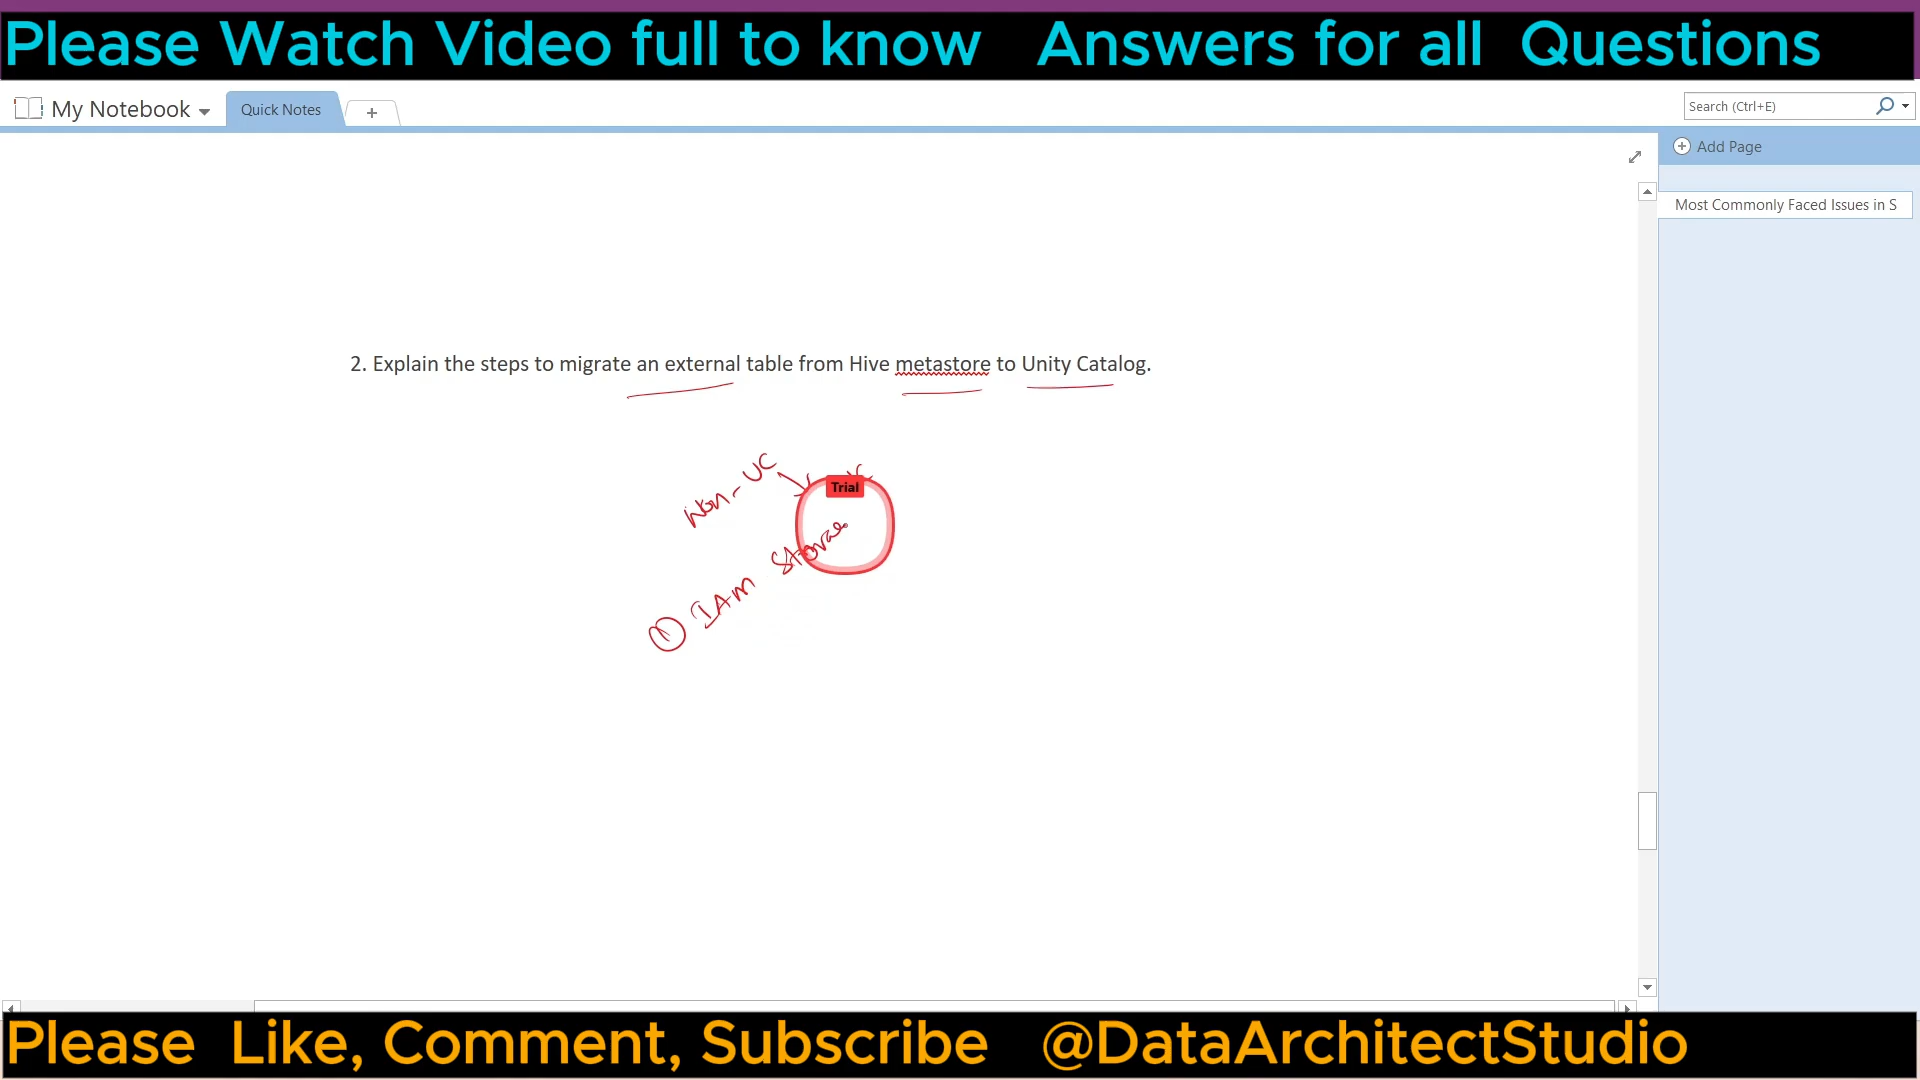 Please Watch Video full to know Answers for all Questions
My Notebook
Quick Notes
+
Search (Ctrl+E)
Add Page
Most Commonly Faced Issues in S
2. Explain the steps to migrate an external table from Hive metastore to Unity Catalog.
Non-UC
Trial
① IAM
Please Like, Comment, Subscribe @DataArchitectStudio